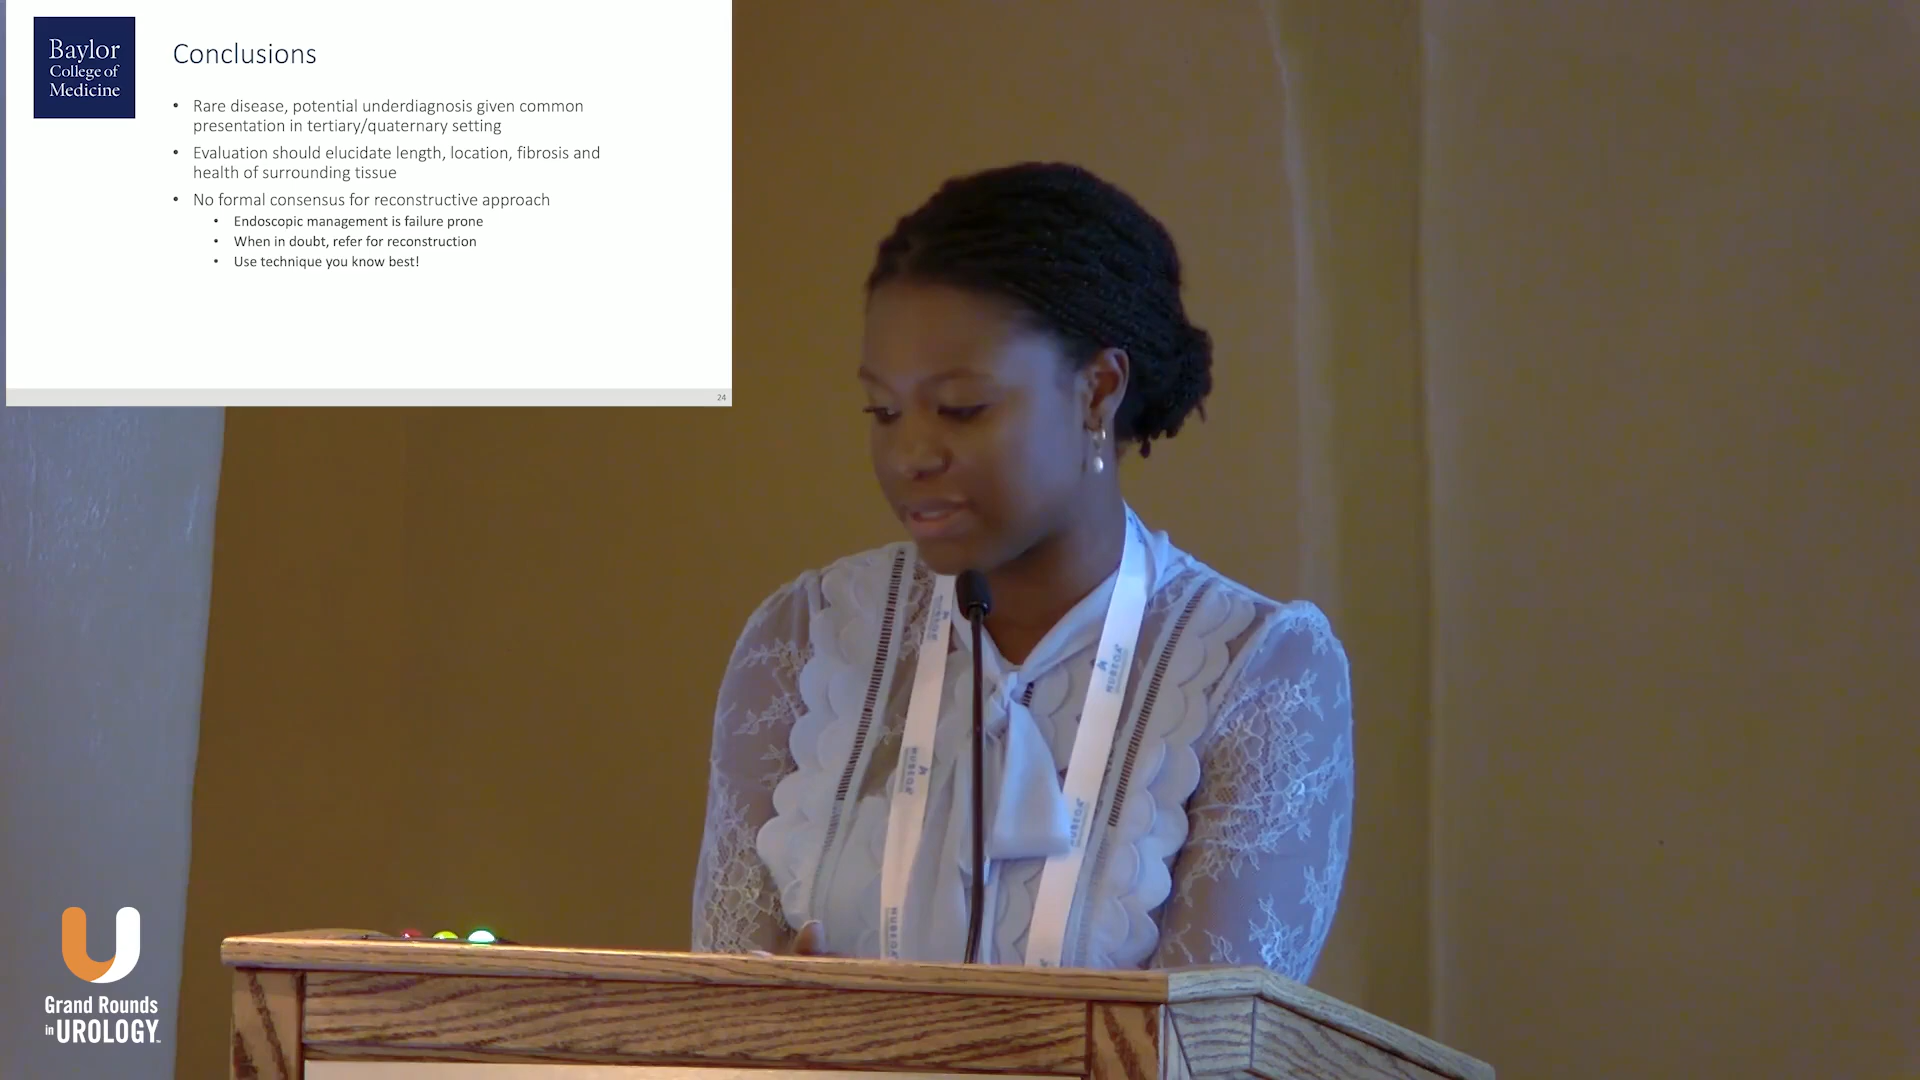 Baylor
College of
Medicine
Conclusions
• Rare disease, potential underdiagnosis given common
presentation in tertiary/quaternary setting
• Evaluation should elucidate length, location, fibrosis and
health of surrounding tissue
• No formal consensus for reconstructive approach
• Endoscopic management is failure prone
• When in doubt, refer for reconstruction
• Use technique you know best!
24
Grand Rounds
in UROLOGY™